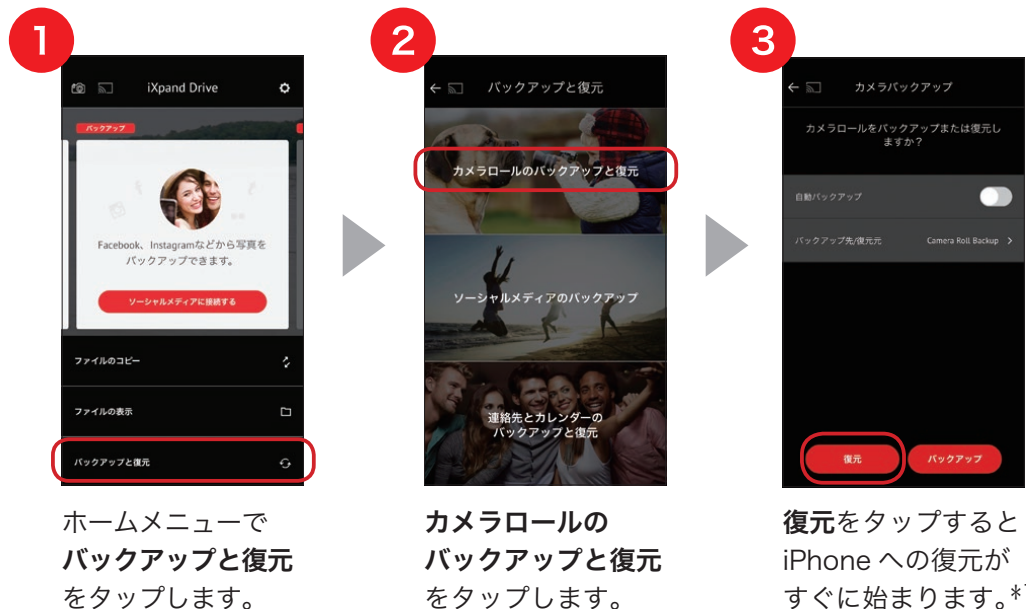 1
iXpand Drive
バックアップ
Facebook、Instagramなどから写真を
バックアップできます。
ソーシャルメディアに接続する
ファイルのコピー
ファイルの表示
バックアップと復元
ホームメニューで
バックアップと復元
をタップします。
2
バックアップと復元
カメラロールのバックアップと復元
ソーシャルメディアのバックアップ
連絡先とカレンダーの
バックアップと復元
カメラロールの
バックアップと復元
をタップします。
3
カメラバックアップ
カメラロールをバックアップまたは復元し
ますか？
自動バックアップ
バックアップ先/復元元 Camera Roll Backup
復元 バックアップ
復元をタップすると
iPhone への復元が
すぐに始まります。*